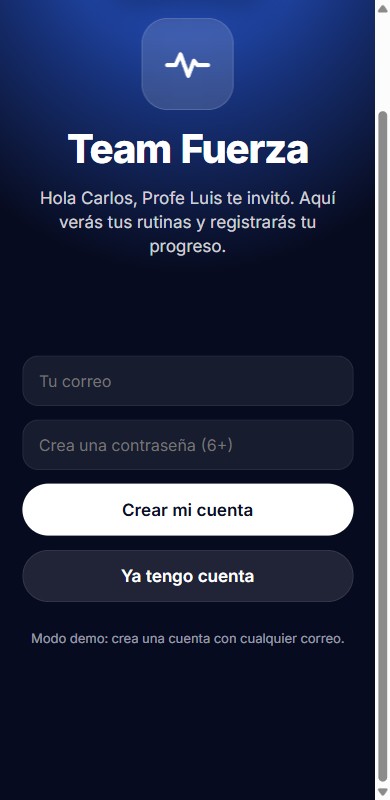 Team Fuerza
Hola Carlos, Profe Luis te invitó. Aquí
verás tus rutinas y registrarás tu
progreso.
Tu correo
Crea una contraseña (6+)
Crear mi cuenta
Ya tengo cuenta
Modo demo: crea una cuenta con cualquier correo.